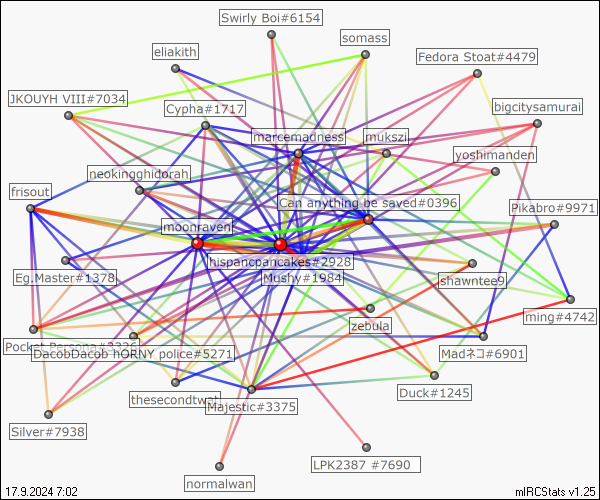 Swirly Boi#6154
somass
eliakith
Fedora Stoat#4479
JKOUYH VIII#7034
bigcitysamurai
Cypha#1717
marcemadness
mukszi
yoshimanden
neokingghidorah
frisout
Can anything be saved#0396
Pikabro#9971
moonraven
hispancpancakes#2928
Eg.Master#1378
Mushy#1984
shawntee9
ming#4742
zebula
Pocket Persona#2326
DacobDacob hORNY police#5271
Madネコ#6901
thesecondtwat
Majestic#3375
Duck#1245
Silver#7938
LPK2387 #7690
normalwan
17.9.2024 7:02
mIRCStats v1.25